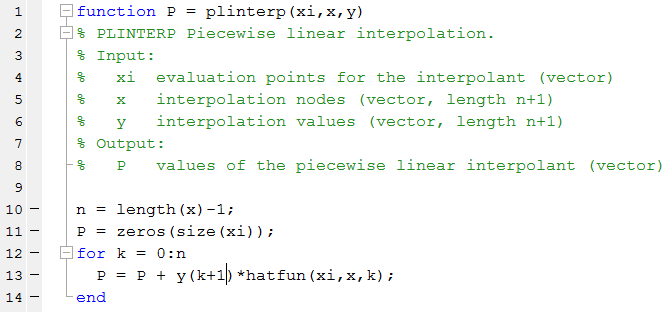 1 function P = plinterp(xi,x,y)
2 % PLINTERP Piecewise linear interpolation.
3 % Input:
4 %   xi  evaluation points for the interpolant (vector)
5 %   x   interpolation nodes (vector, length n+1)
6 %   y   interpolation values (vector, length n+1)
7 % Output:
8 %   P   values of the piecewise linear interpolant (vector)
9
10 – n = length(x)-1;
11 – P = zeros(size(xi));
12 – for k = 0:n
13 –   P = P + y(k+1)*hatfun(xi,x,k);
14 – end